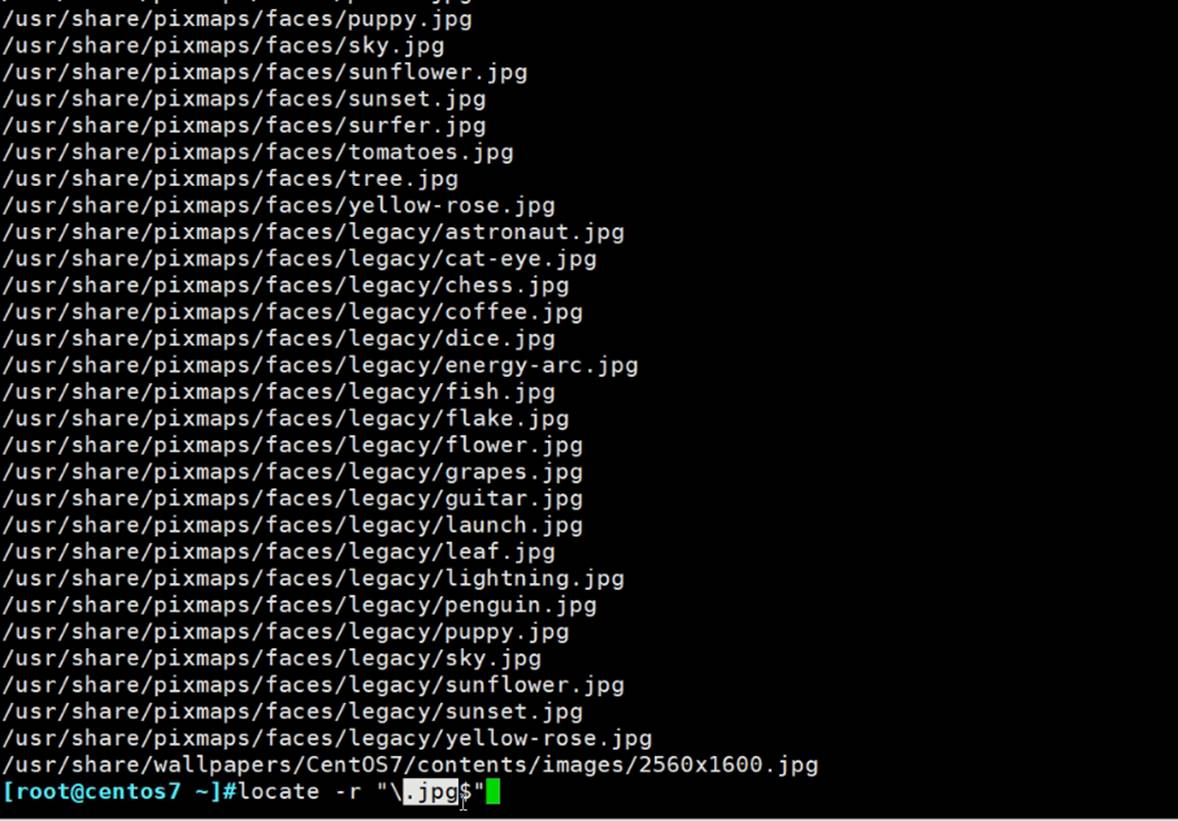 /usr/share/pixmaps/faces/puppy.jpg
/usr/share/pixmaps/faces/sky.jpg
/usr/share/pixmaps/faces/sunflower.jpg
/usr/share/pixmaps/faces/sunset.jpg
/usr/share/pixmaps/faces/surfer.jpg
/usr/share/pixmaps/faces/tomatoes.jpg
/usr/share/pixmaps/faces/tree.jpg
/usr/share/pixmaps/faces/yellow-rose.jpg
/usr/share/pixmaps/faces/legacy/astronaut.jpg
/usr/share/pixmaps/faces/legacy/cat-eye.jpg
/usr/share/pixmaps/faces/legacy/chess.jpg
/usr/share/pixmaps/faces/legacy/coffee.jpg
/usr/share/pixmaps/faces/legacy/dice.jpg
/usr/share/pixmaps/faces/legacy/energy-arc.jpg
/usr/share/pixmaps/faces/legacy/fish.jpg
/usr/share/pixmaps/faces/legacy/flake.jpg
/usr/share/pixmaps/faces/legacy/flower.jpg
/usr/share/pixmaps/faces/legacy/grapes.jpg
/usr/share/pixmaps/faces/legacy/guitar.jpg
/usr/share/pixmaps/faces/legacy/launch.jpg
/usr/share/pixmaps/faces/legacy/leaf.jpg
/usr/share/pixmaps/faces/legacy/lightning.jpg
/usr/share/pixmaps/faces/legacy/penguin.jpg
/usr/share/pixmaps/faces/legacy/puppy.jpg
/usr/share/pixmaps/faces/legacy/sky.jpg
/usr/share/pixmaps/faces/legacy/sunflower.jpg
/usr/share/pixmaps/faces/legacy/sunset.jpg
/usr/share/pixmaps/faces/legacy/yellow-rose.jpg
/usr/share/wallpapers/CentOS7/contents/images/2560x1600.jpg
[root@centos7 ~]#locate -r "\.jpg$"